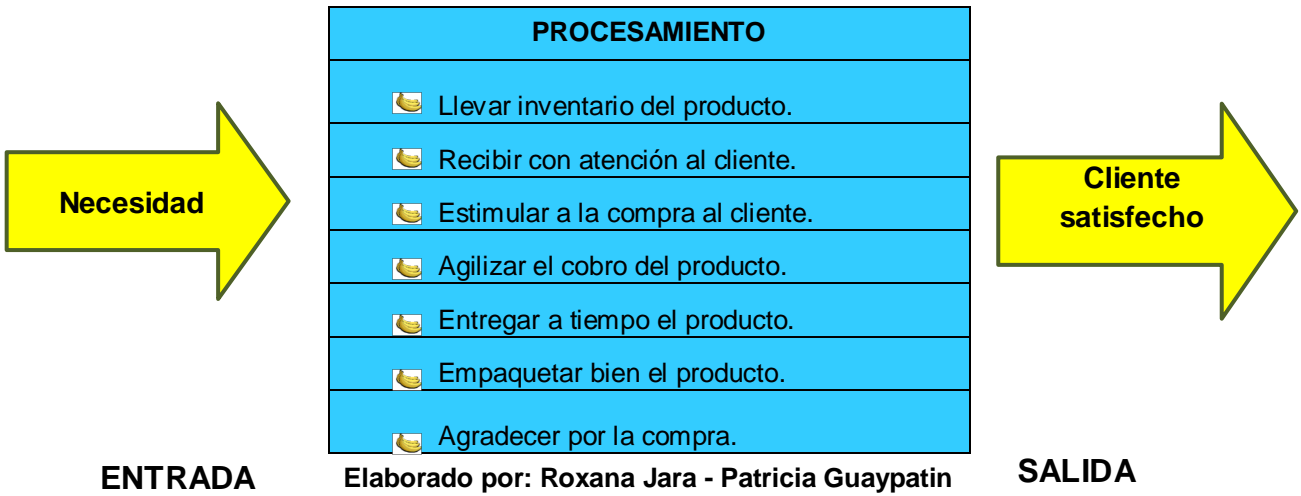 PROCESAMIENTO
Llevar inventario del producto.
Recibir con atención al cliente.
Estimular a la compra al cliente.
Agilizar el cobro del producto.
Entregar a tiempo el producto.
Empaquetar bien el producto.
Agradecer por la compra.
Necesidad
Cliente
satisfecho
ENTRADA
Elaborado por: Roxana Jara - Patricia Guaypatin
SALIDA